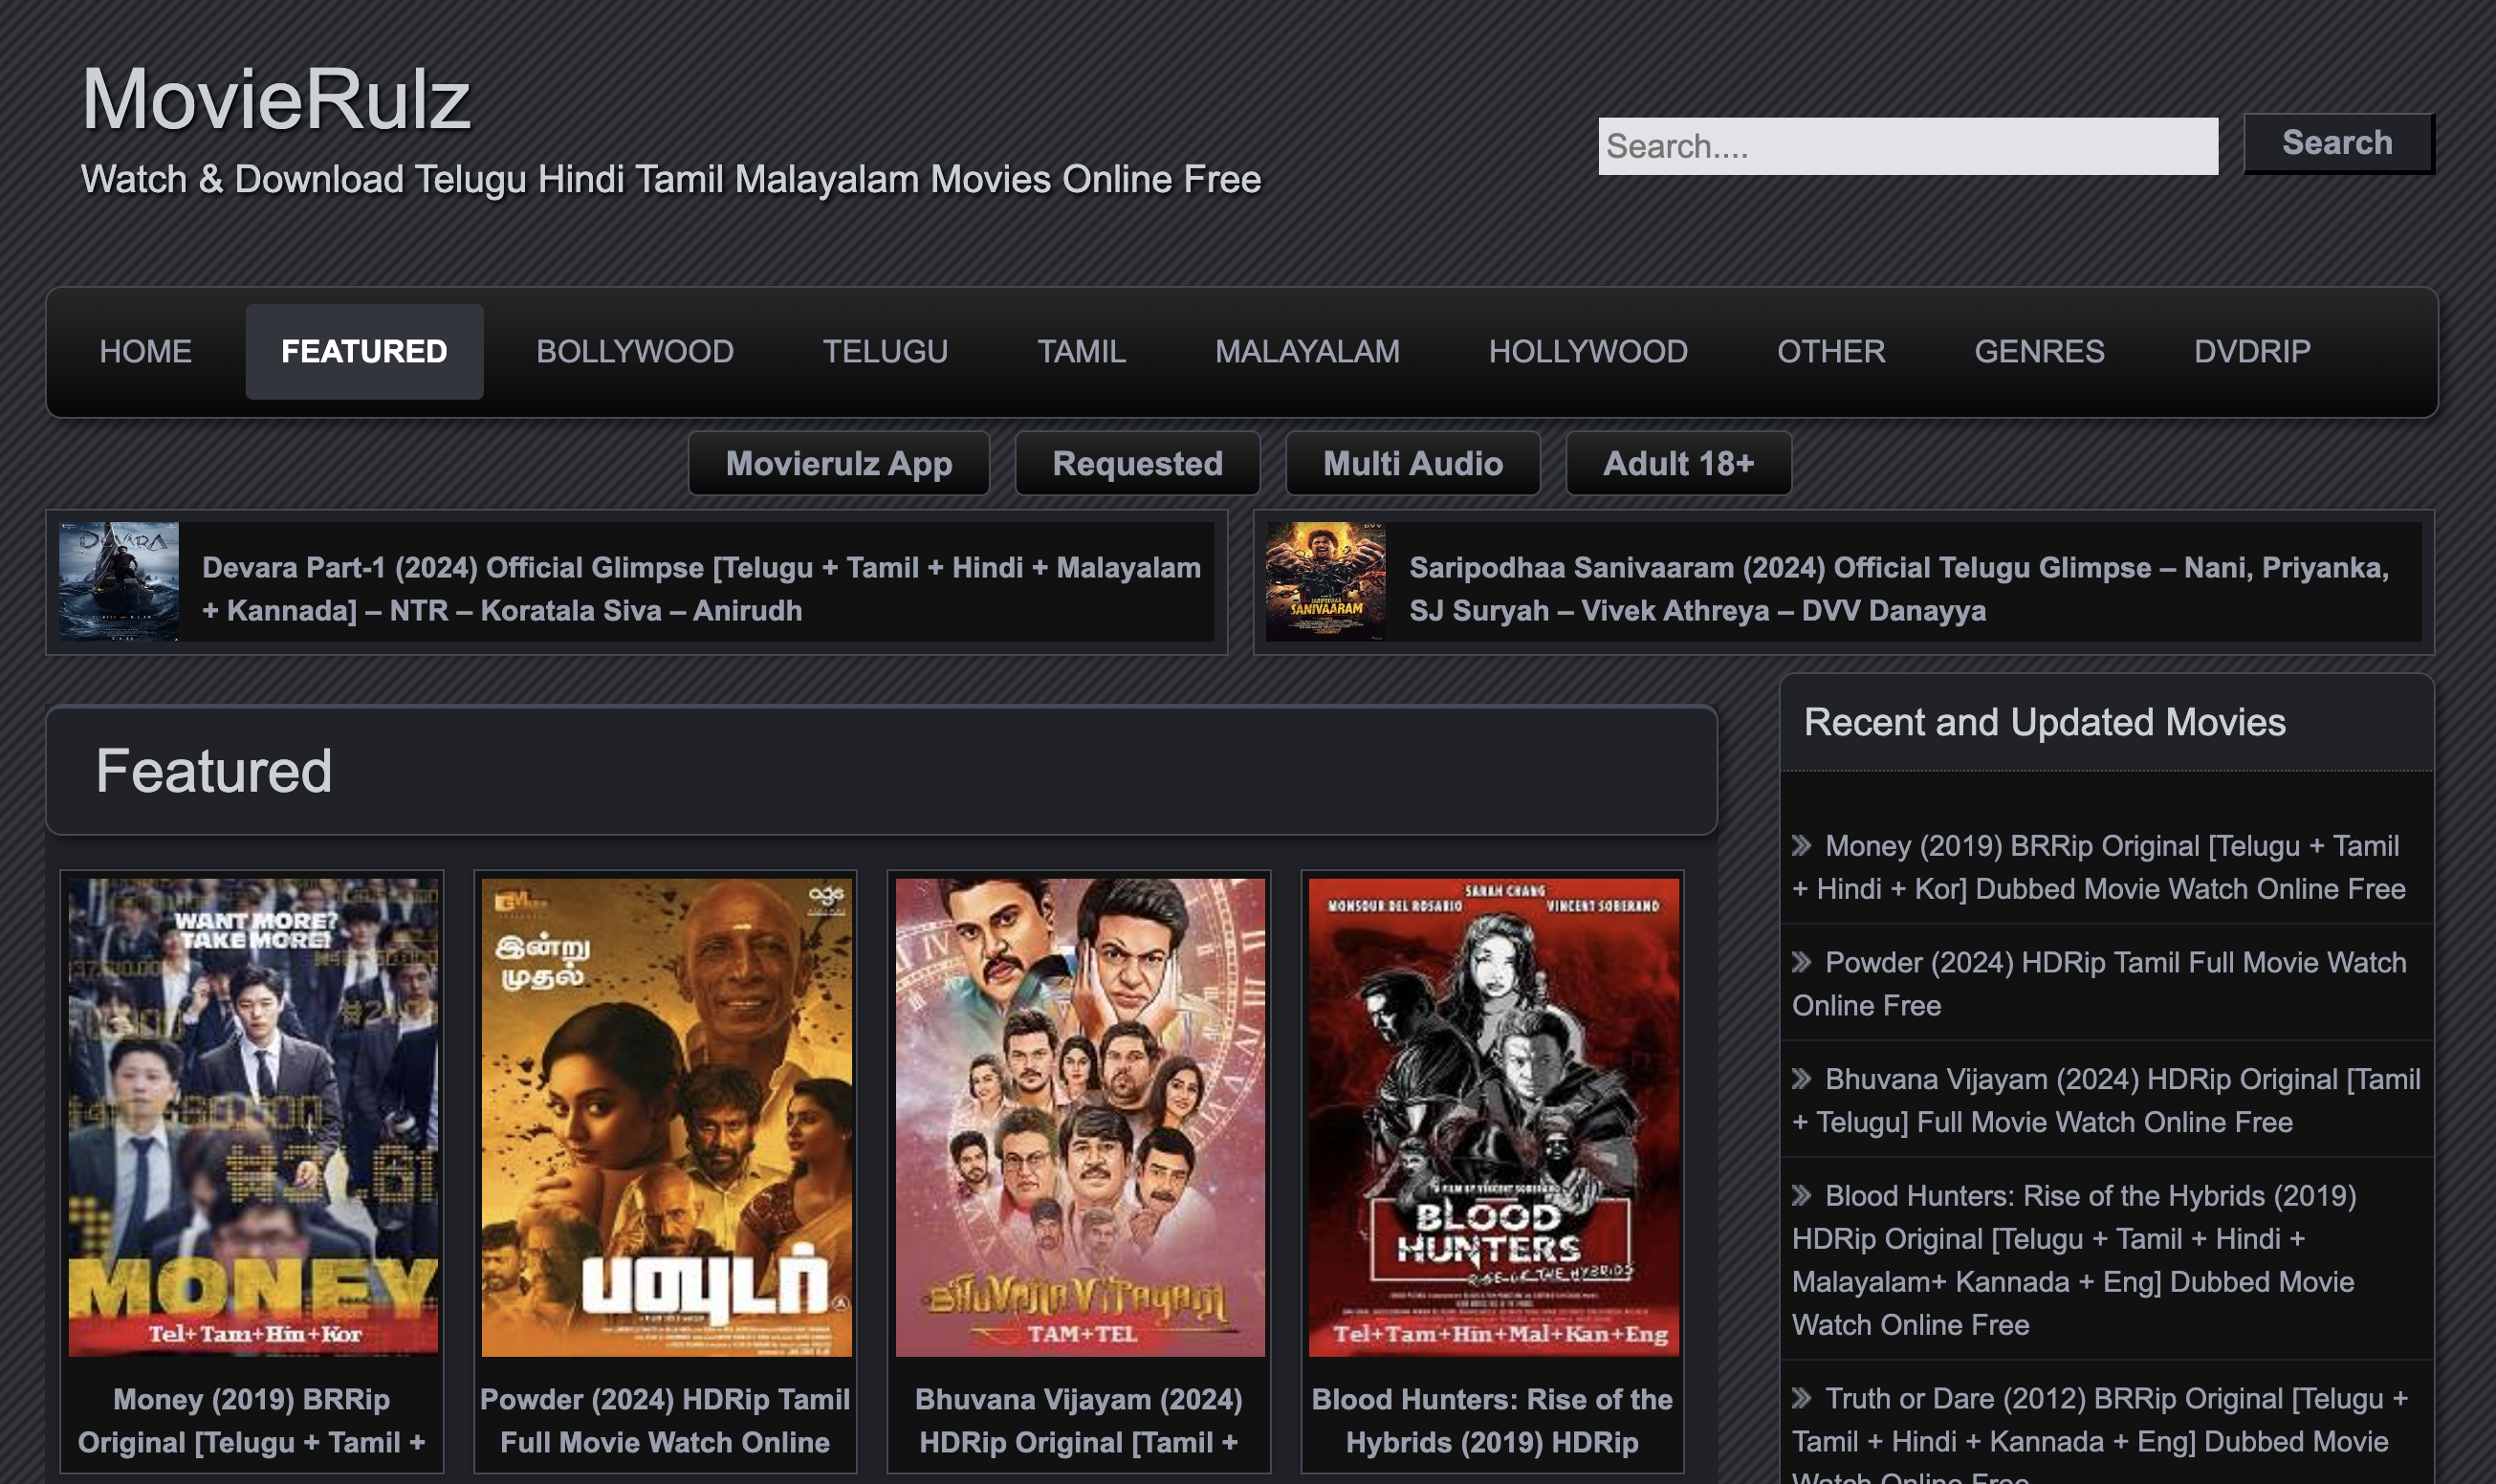 MovieRulz
Watch & Download Telugu Hindi Tamil Malayalam Movies Online Free
Search....
Search
HOME
FEATURED
BOLLYWOOD
TELUGU
TAMIL
MALAYALAM
HOLLYWOOD
OTHER
GENRES
DVDRIP
Movierulz App
Requested
Multi Audio
Adult 18+
DEVARA
Devara Part-1 (2024) Official Glimpse [Telugu + Tamil + Hindi + Malayalam
+ Kannada] – NTR – Koratala Siva – Anirudh
SANIVAARAM
Saripodhaa Sanivaaram (2024) Official Telugu Glimpse – Nani, Priyanka,
SJ Suryah – Vivek Athreya – DVV Danayya
Featured
WANT MORE?
TAKE MORE!
MONEY
Tel+Tam+Hin+Kor
Money (2019) BRRip
Original [Telugu + Tamil +
ags
இன்று
முதல்
பவுடர்
Powder (2024) HDRip Tamil
Full Movie Watch Online
BhuVana ViJayam
TAM+TEL
Bhuvana Vijayam (2024)
HDRip Original [Tamil +
SARAH CHANG
MONSOUR DEL ROSARIO
VINCENT SOBERANO
A FILM BY VINCENT SOBERANO
BLOOD
HUNTERS
RISE OF THE HYBRIDS
Tel+Tam+Hin+Mal+Kan+Eng
Blood Hunters: Rise of the
Hybrids (2019) HDRip
Recent and Updated Movies
Money (2019) BRRip Original [Telugu + Tamil
+ Hindi + Kor] Dubbed Movie Watch Online Free
Powder (2024) HDRip Tamil Full Movie Watch
Online Free
Bhuvana Vijayam (2024) HDRip Original [Tamil
+ Telugu] Full Movie Watch Online Free
Blood Hunters: Rise of the Hybrids (2019)
HDRip Original [Telugu + Tamil + Hindi +
Malayalam+ Kannada + Eng] Dubbed Movie
Watch Online Free
Truth or Dare (2012) BRRip Original [Telugu +
Tamil + Hindi + Kannada + Eng] Dubbed Movie
Watch Online Free